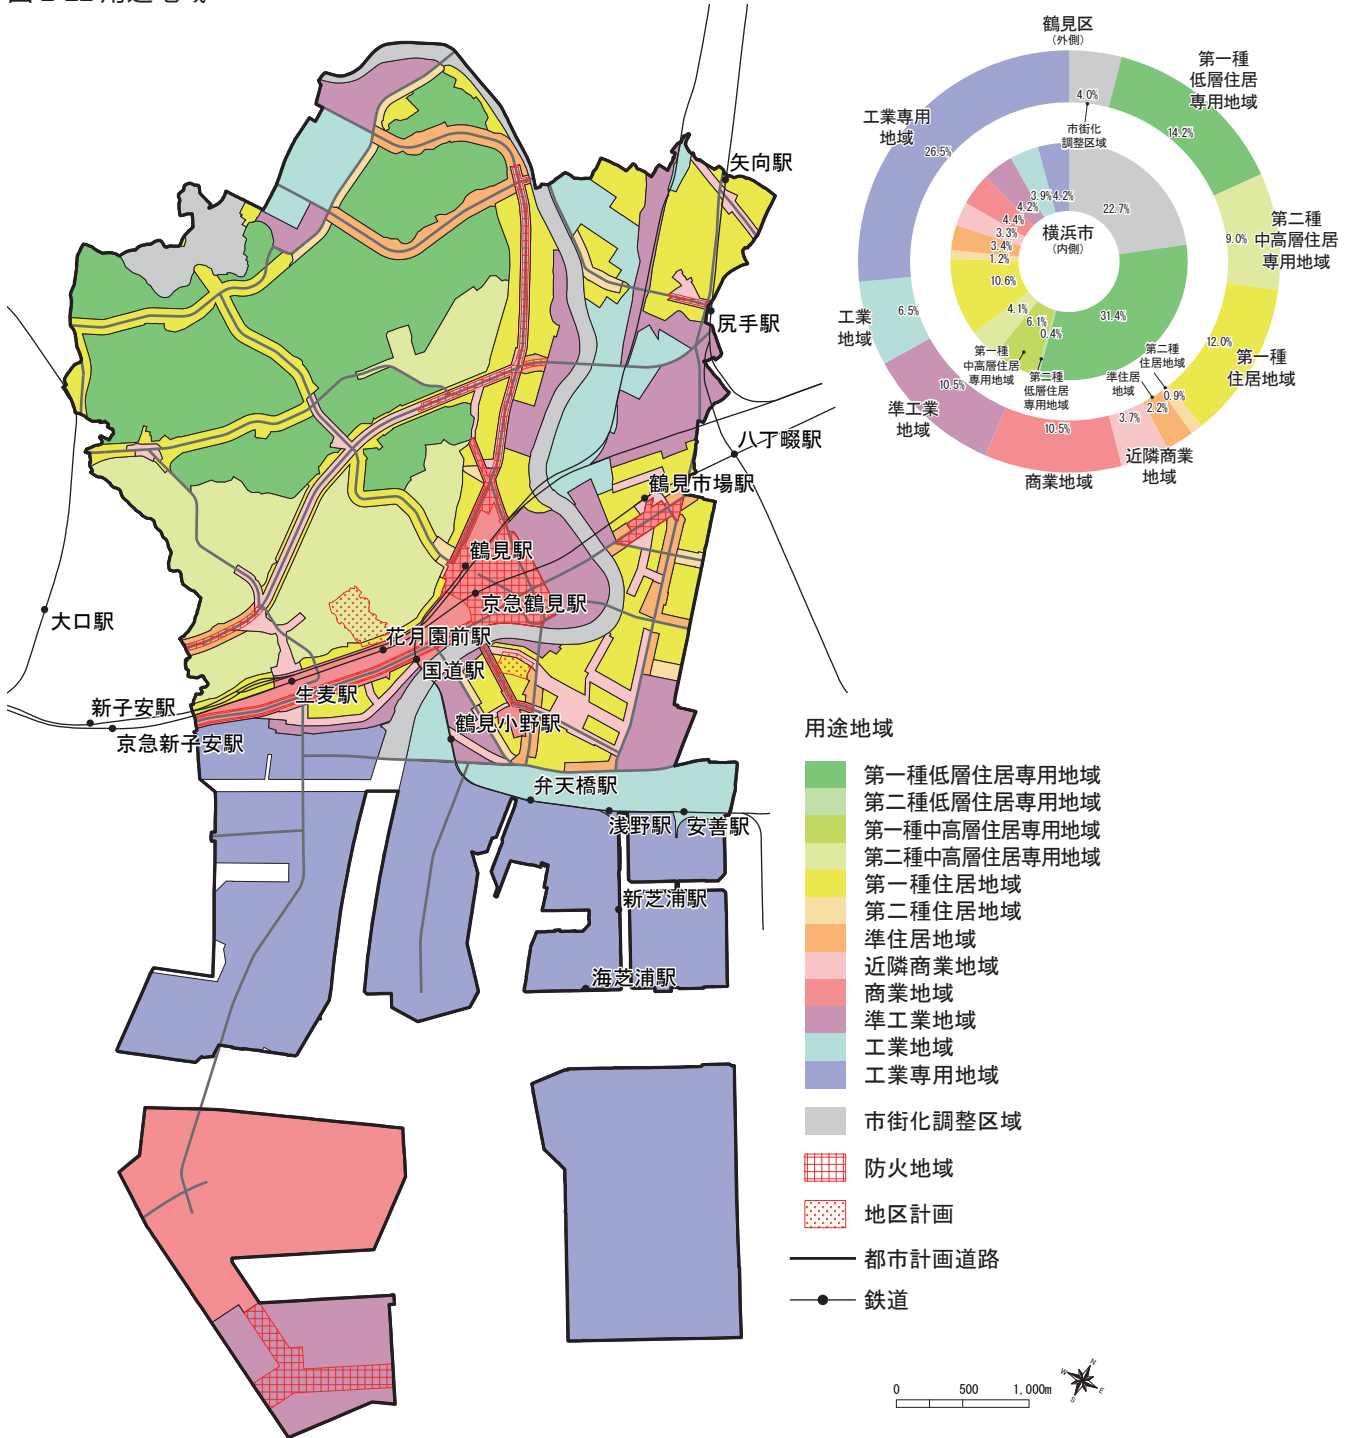 矢向駅
尻手駅
八丁畷駅
鶴見市場駅
鶴見駅
京急鶴見駅
花月園前駅
国道駅
生麦駅
鶴見小野駅
大口駅
新子安駅
京急新子安駅
弁天橋駅
浅野駅
安善駅
新芝浦駅
海芝浦駅
鶴見区
(外側)
4.0%
市街化
調整区域
第一種
低層住居
専用地域
14.2%
第二種
中高層住居
専用地域
9.0%
第一種
住居地域
12.0%
第二種
住居地域
0.9%
準住居
地域
2.2%
近隣商業
地域
3.7%
商業地域
10.5%
準工業
地域
10.5%
工業
地域
6.5%
工業専用
地域
26.5%
横浜市
(内側)
22.7%
31.4%
0.4%
第二種
低層住居
専用地域
6.1%
第一種
中高層住居
専用地域
4.1%
10.6%
1.2%
3.4%
3.3%
4.4%
4.2%
3.9%
4.2%
用途地域
第一種低層住居専用地域
第二種低層住居専用地域
第一種中高層住居専用地域
第二種中高層住居専用地域
第一種住居地域
第二種住居地域
準住居地域
近隣商業地域
商業地域
準工業地域
工業地域
工業専用地域
市街化調整区域
防火地域
地区計画
都市計画道路
鉄道
0 500 1,000m
N
W
E
S